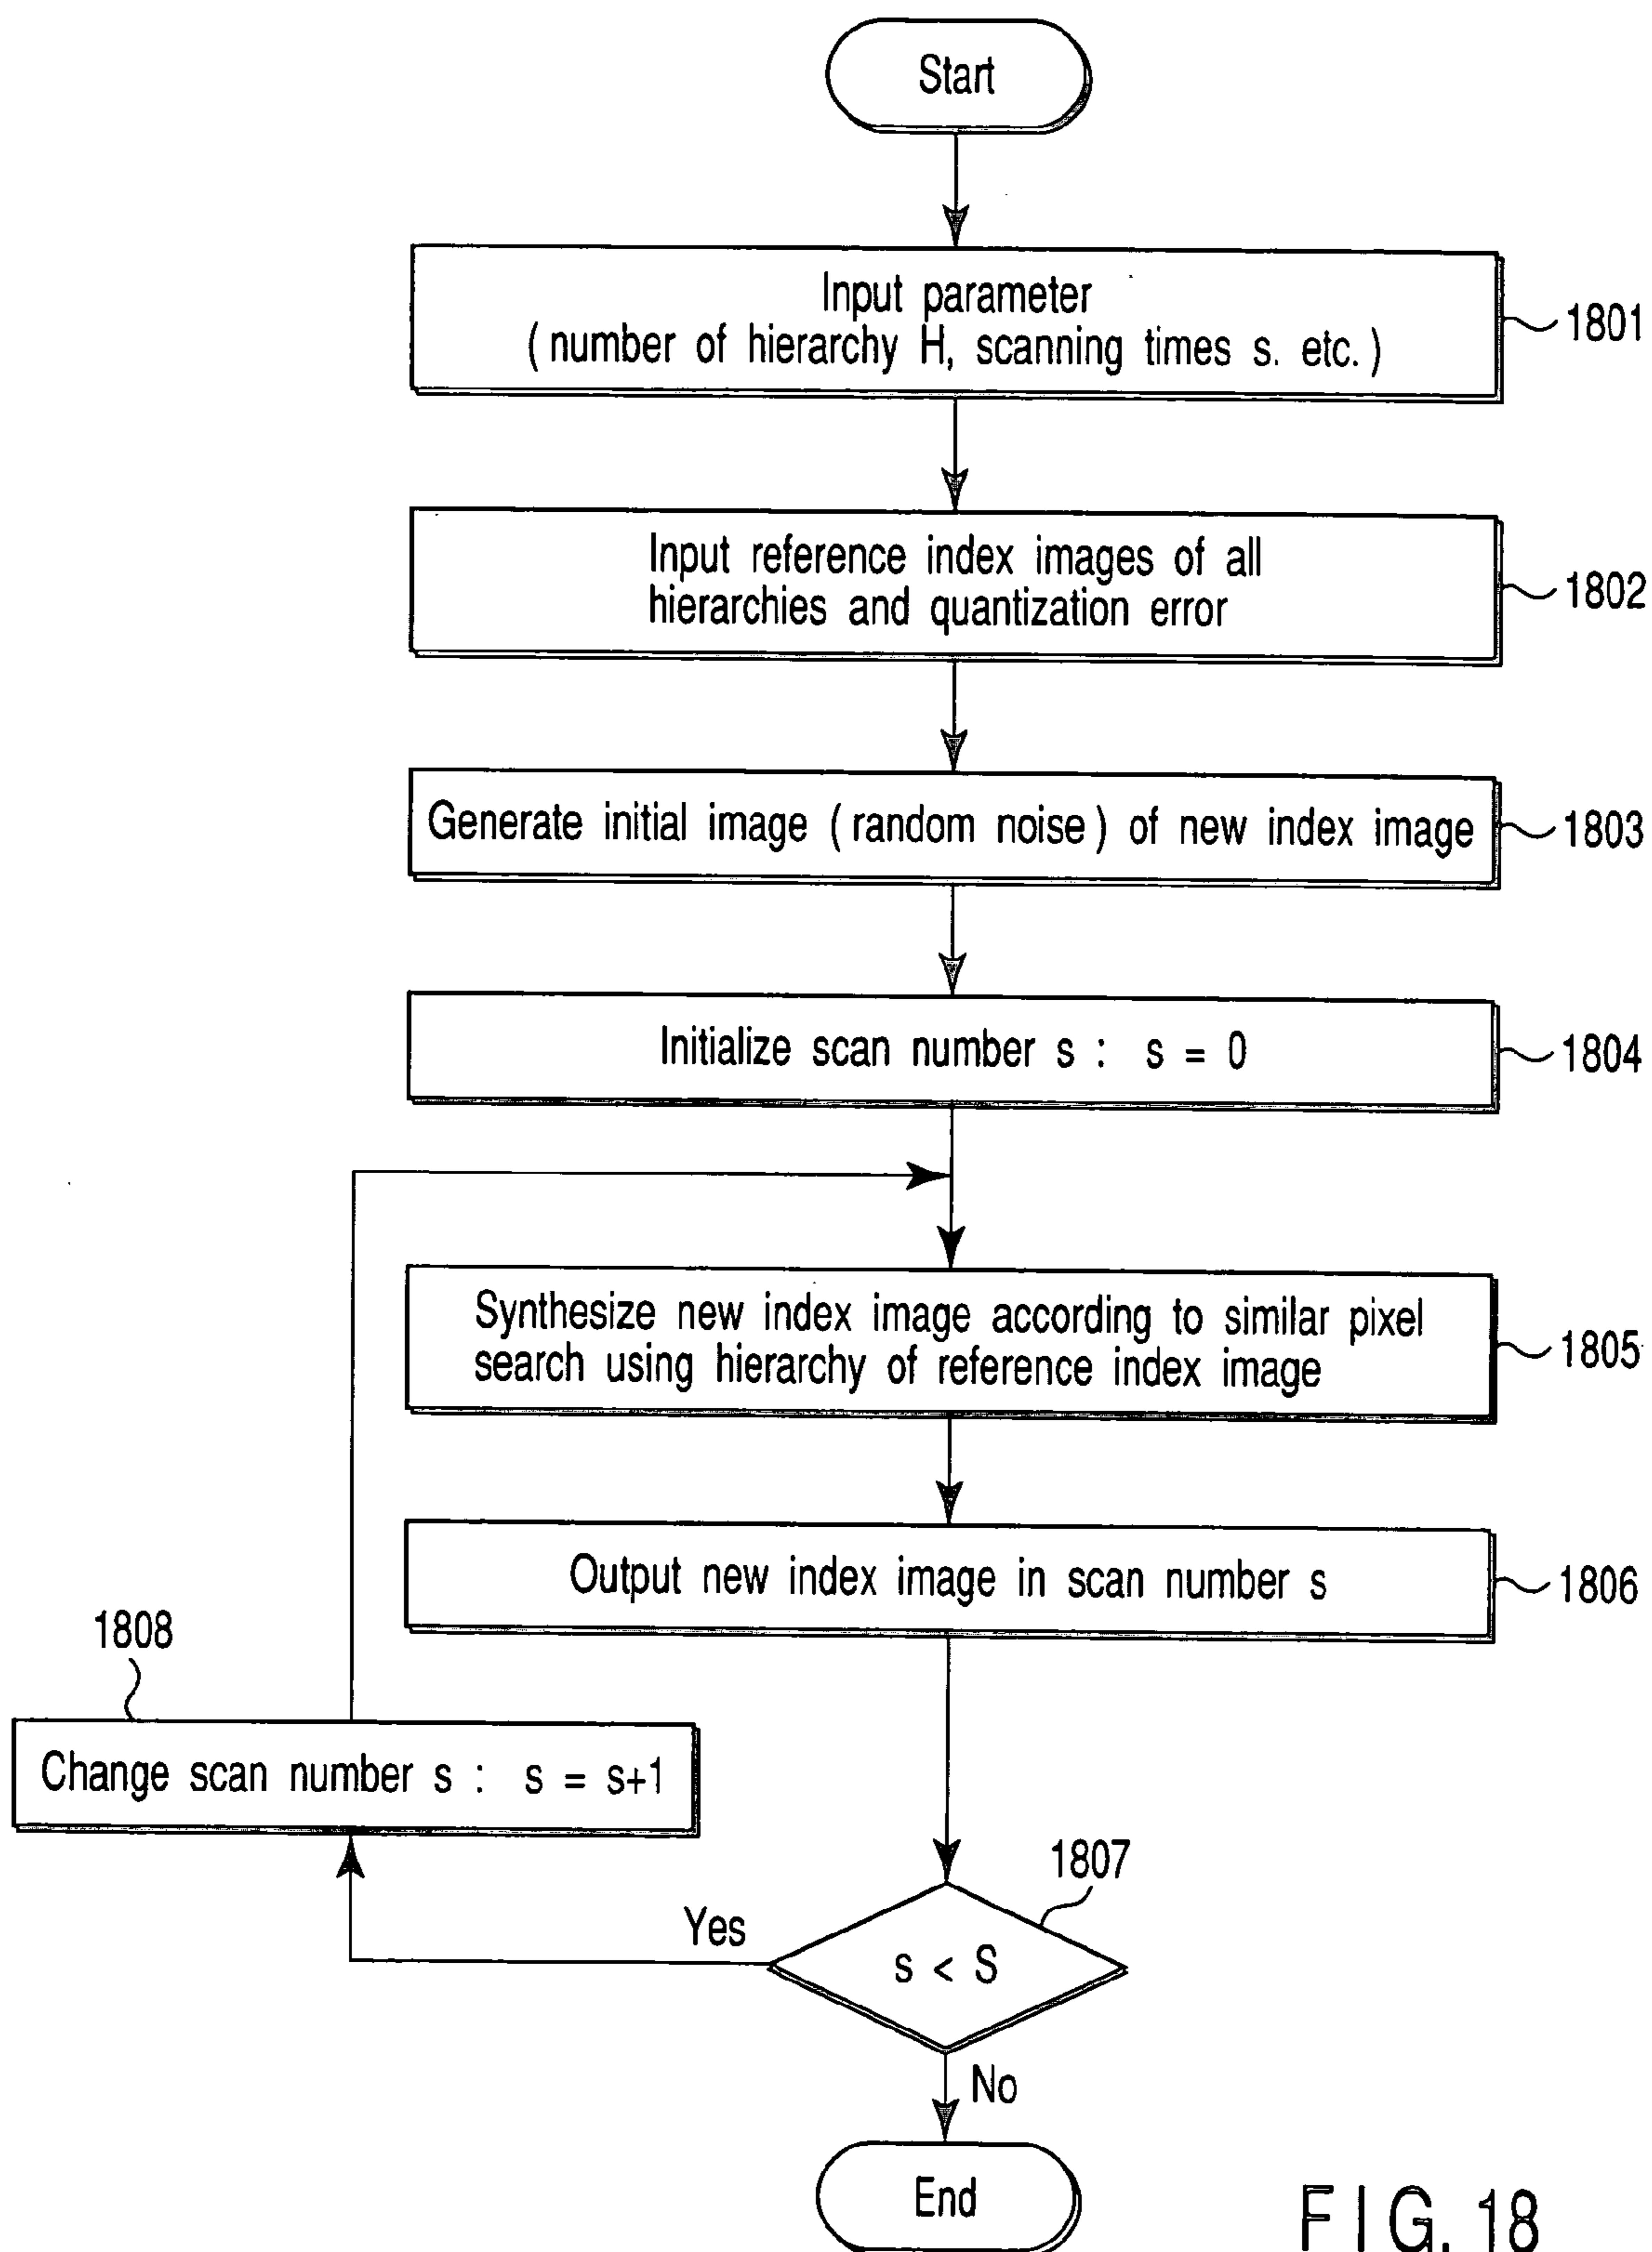 Start
Input parameter
( number of hierarchy H, scanning times s. etc. )
1801
Input reference index images of all
hierarchies and quantization error
1802
Generate initial image ( random noise ) of new index image
1803
Initialize scan number s : s = 0
1804
Synthesize new index image according to similar pixel
search using hierarchy of reference index image
1805
Output new index image in scan number s
1806
1808
Change scan number s : s = s+1
1807
Yes
s < S
No
End
FIG. 18